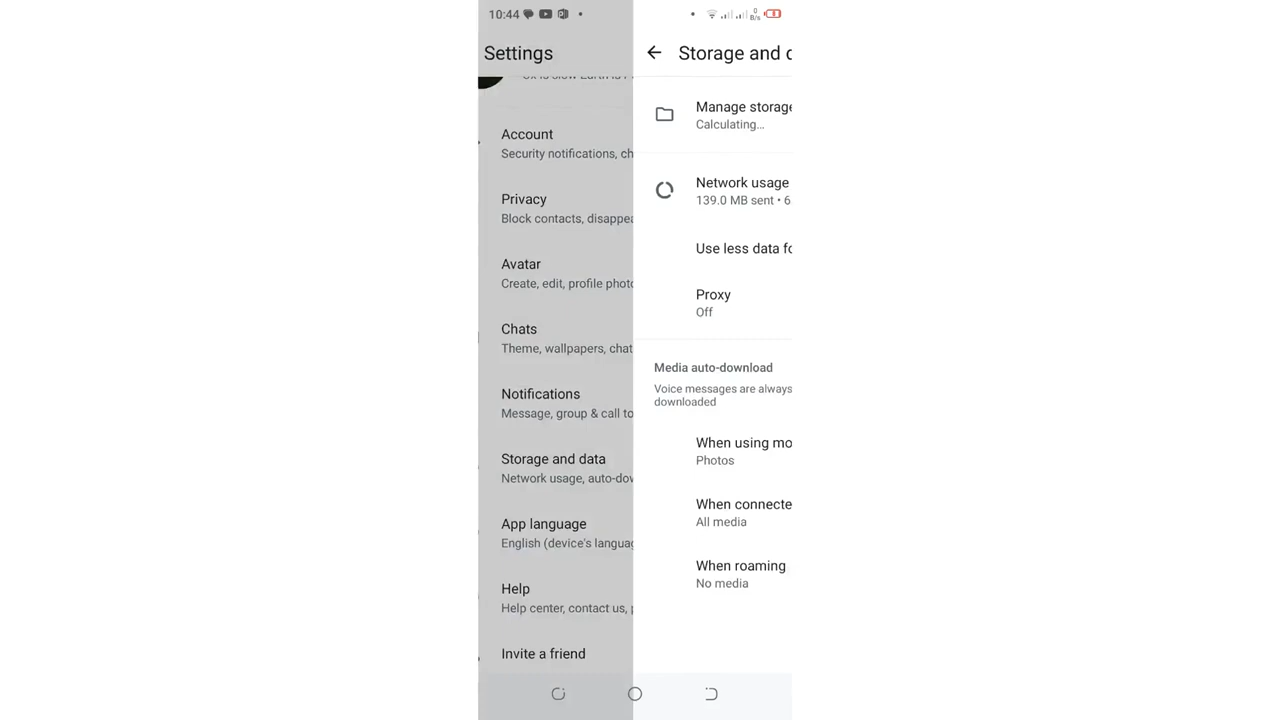 10:44
0
B/s
Settings
Account
Security notifications, ch
Privacy
Block contacts, disappea
Avatar
Create, edit, profile photo
Chats
Theme, wallpapers, chat
Notifications
Message, group & call to
Storage and data
Network usage, auto-dow
App language
English (device's languag
Help
Help center, contact us, p
Invite a friend
Storage and d
Manage storage
Calculating...
Network usage
139.0 MB sent • 6
Use less data fo
Proxy
Off
Media auto-download
Voice messages are always
downloaded
When using mo
Photos
When connecte
All media
When roaming
No media